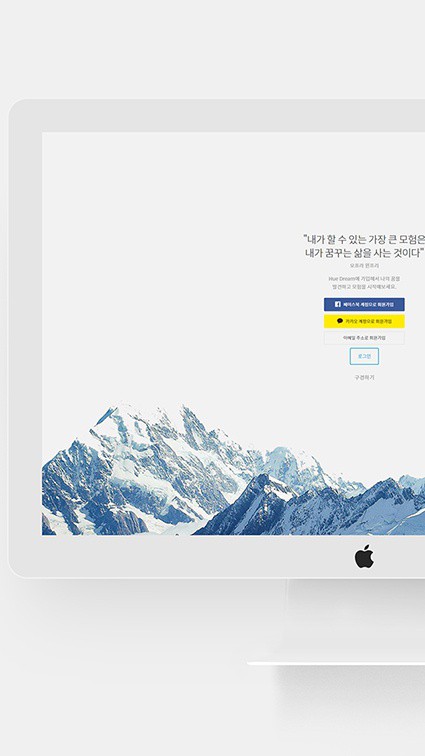 "내가 할 수 있는 가장 큰 모험은
내가 꿈꾸는 삶을 사는 것이다"
오프라 윈프리
Hue Dream에 가입해서 나의 꿈을
발견하고 모험을 시작해보세요.
페이스북 계정으로 회원가입
카카오 계정으로 회원가입
이메일 주소로 회원가입
로그인
구경하기